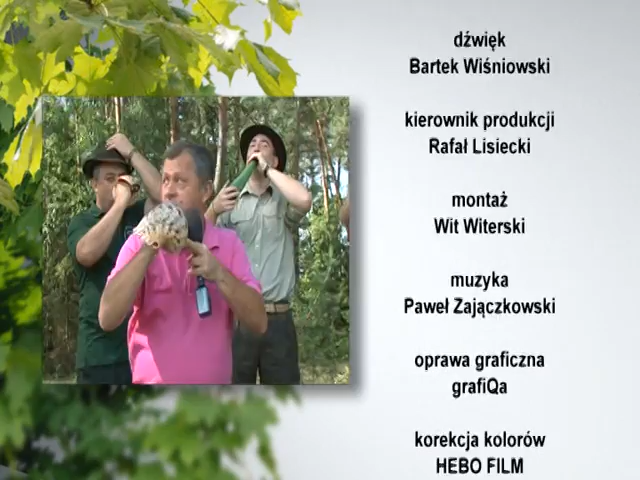 dźwięk
Bartek Wiśniowski
kierownik produkcji
Rafał Lisiecki
montaż
Wit Witerski
muzyka
Paweł Zajączkowski
oprawa graficzna
grafiQa
korekcja kolorów
HEBO FILM